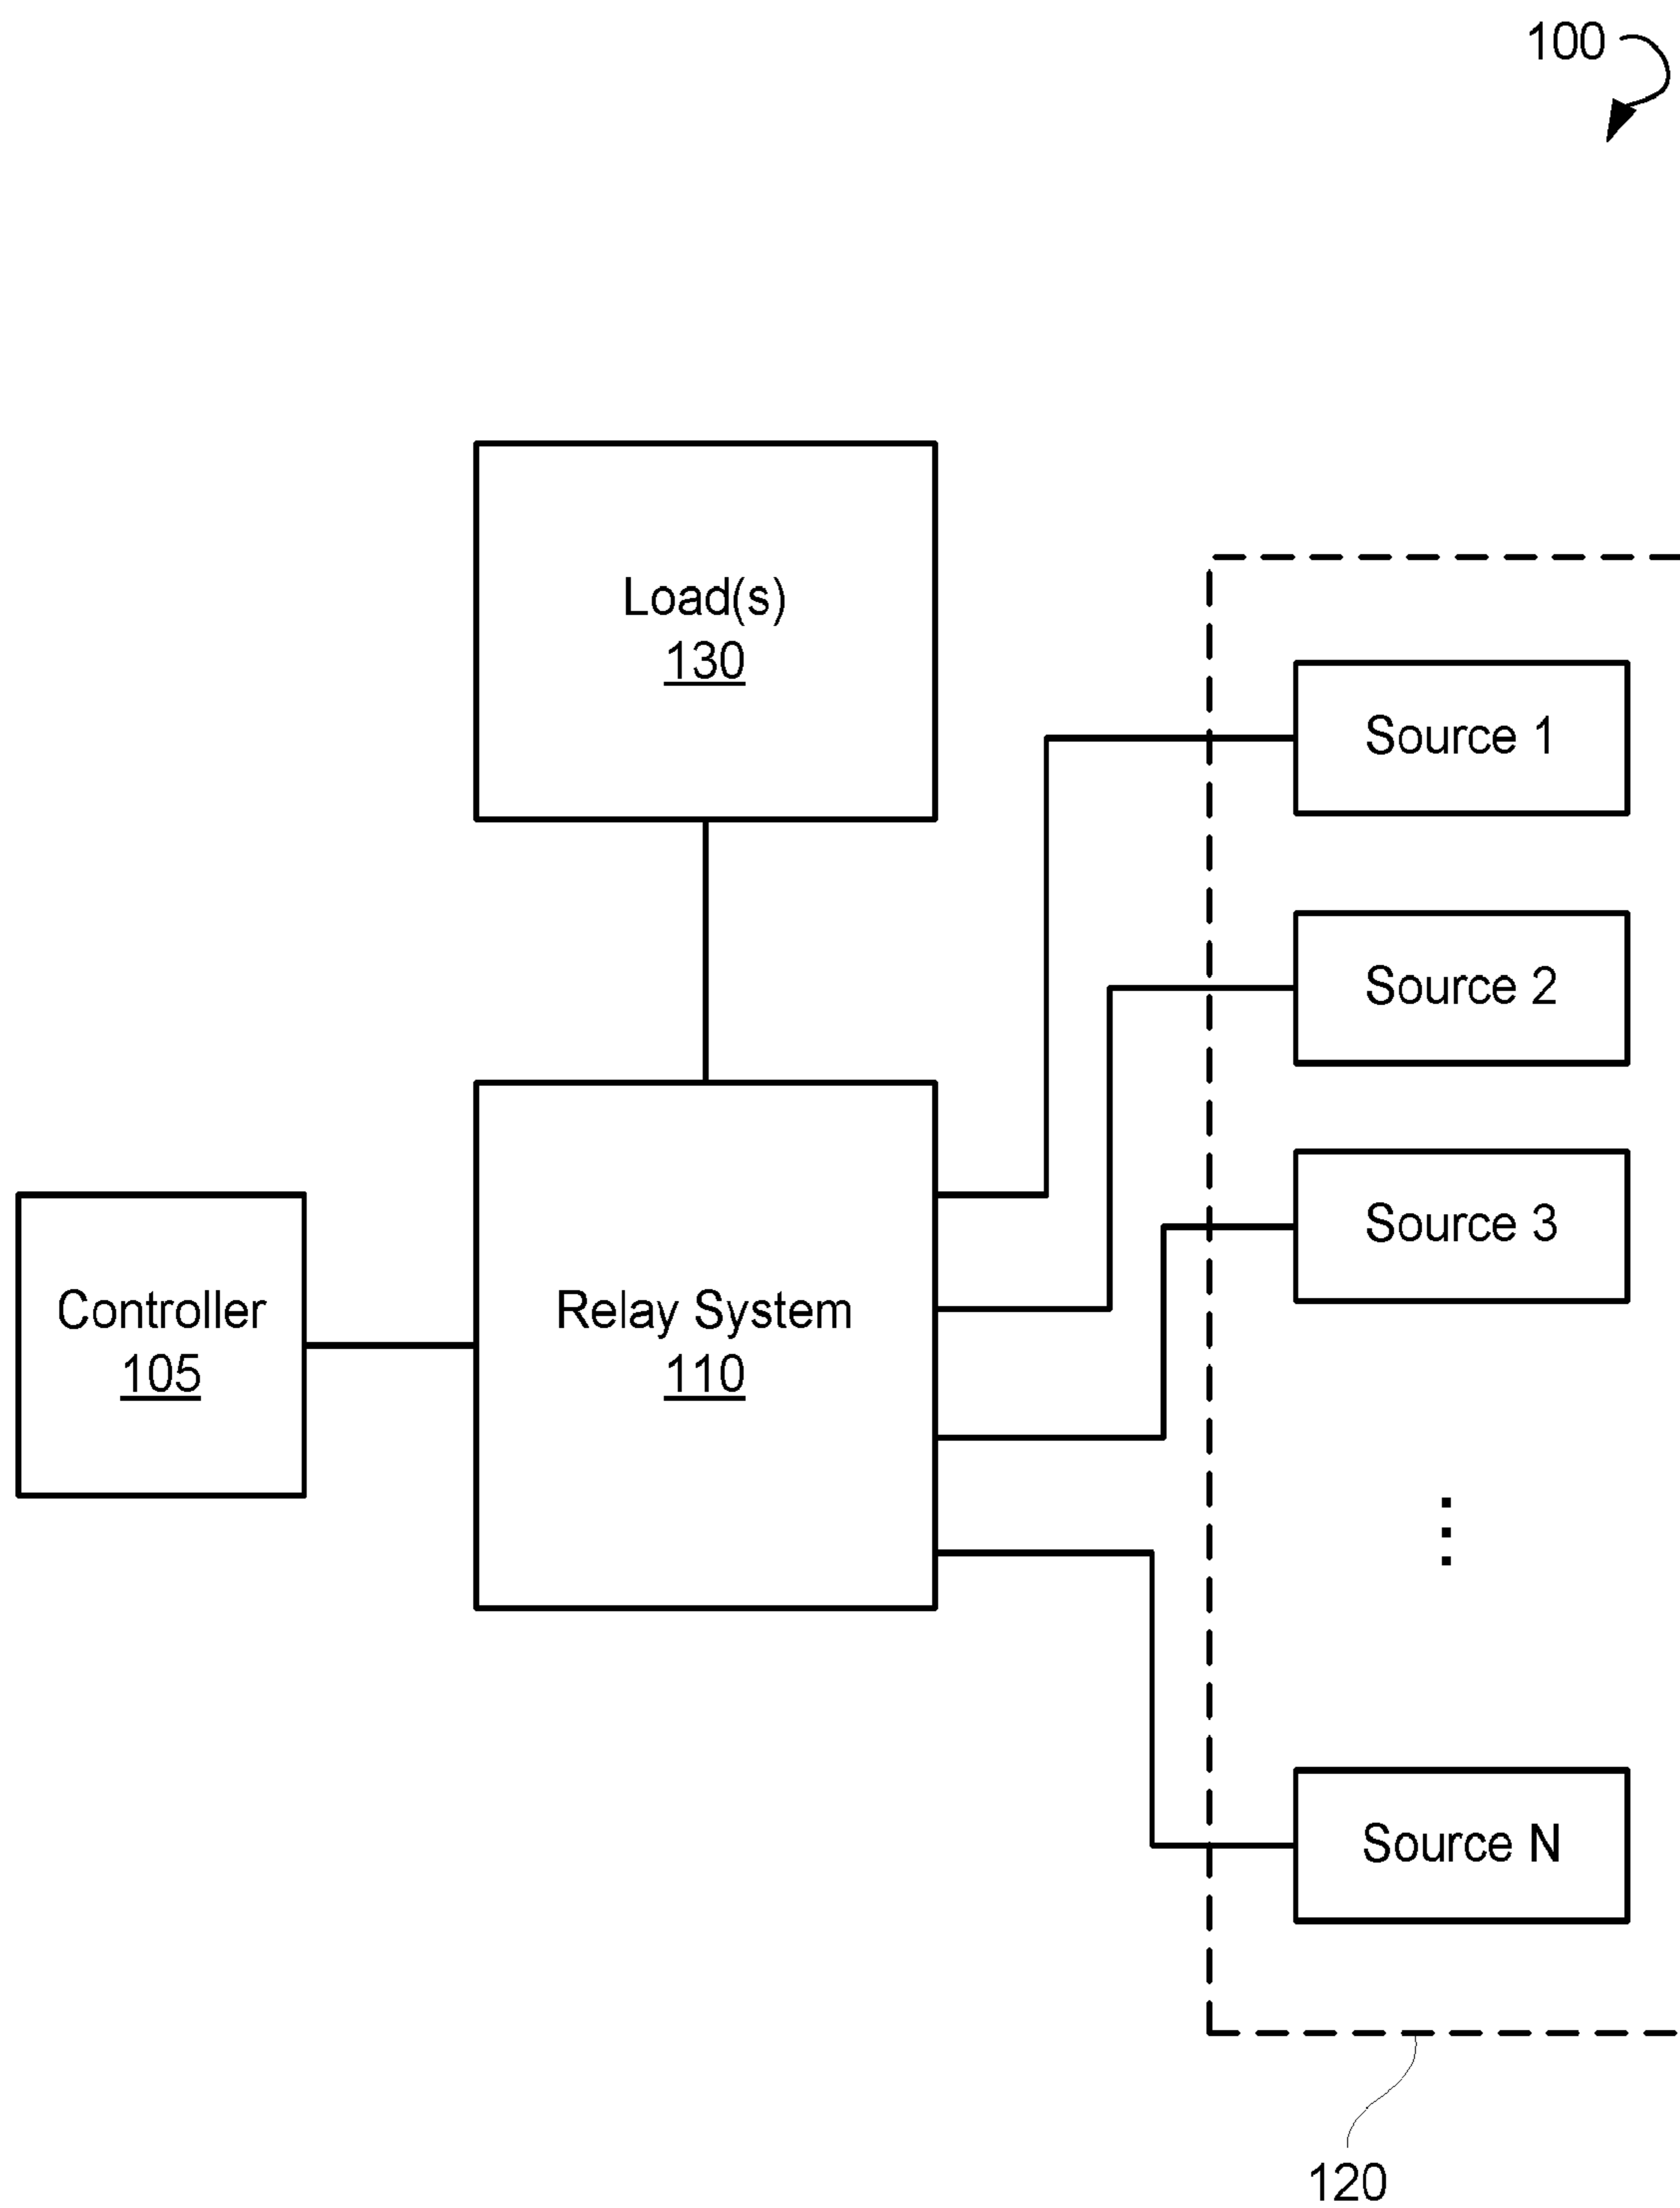 100
Load(s)
130
Source 1
Source 2
Source 3
Controller
105
Relay System
110
Source N
120